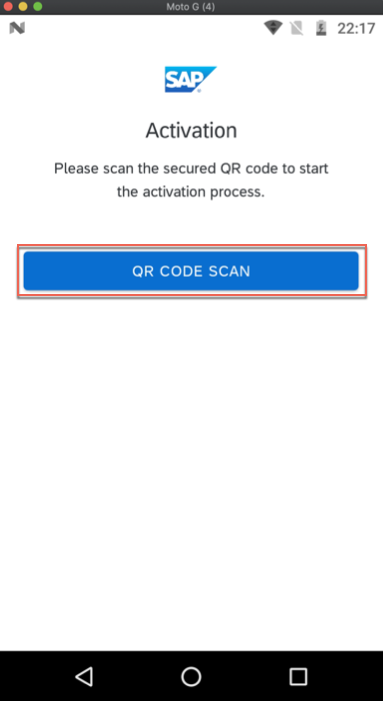 Moto G (4)
22:17
SAP
Activation
Please scan the secured QR code to start
the activation process.
QR CODE SCAN